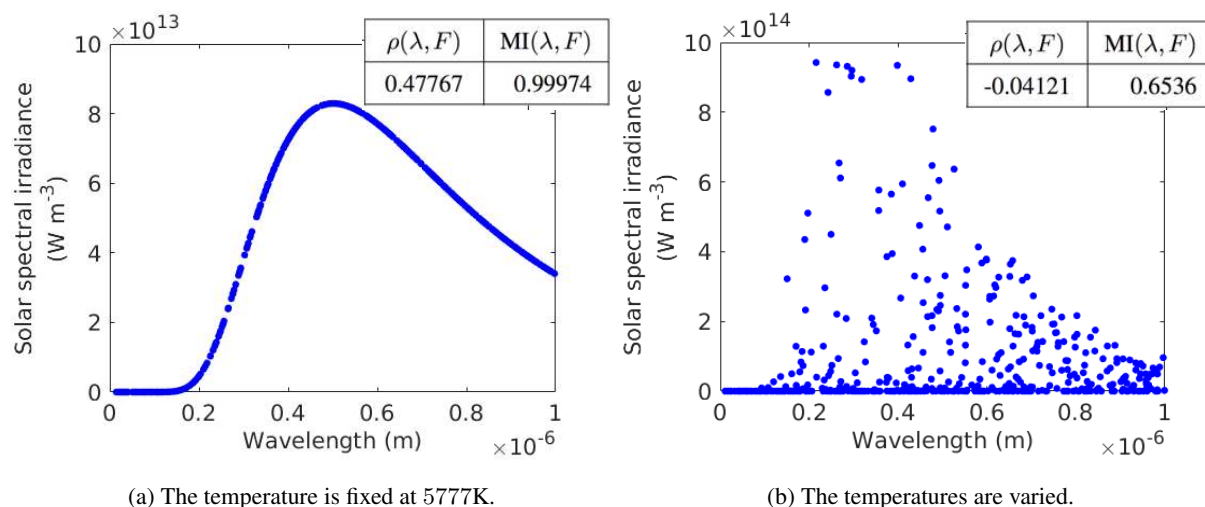 ×10^13
10
8
6
4
2
0
Solar spectral irradiance
(W m^-3)
0 0.2 0.4 0.6 0.8 1
Wavelength (m)
×10^-6
ρ(λ, F) MI(λ, F)
0.47767 0.99974
(a) The temperature is fixed at 5777K.
×10^14
10
8
6
4
2
0
Solar spectral irradiance
(W m^-3)
0 0.2 0.4 0.6 0.8 1
Wavelength (m)
×10^-6
ρ(λ, F) MI(λ, F)
-0.04121 0.6536
(b) The temperatures are varied.